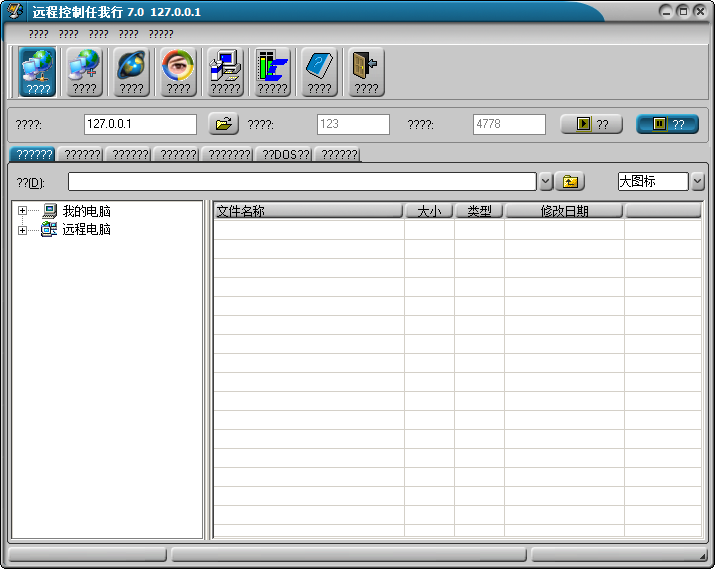 远程控制任我行 7.0 127.0.0.1
???? ???? ???? ???? ?????
???? ???? ???? ???? ????? ????? ???? ????
????: 127.0.0.1 ????: 123 ????: 4778 ?? ??
?????? ?????? ?????? ?????? ??????? ??DOS?? ??????
??(D): 大图标
我的电脑
远程电脑
文件名称 大小 类型 修改日期